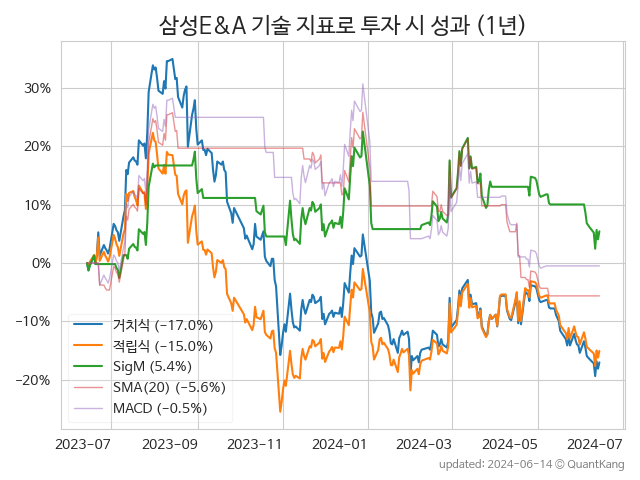 삼성E&A 기술 지표로 투자 시 성과 (1년)
30%
20%
10%
0%
−10%
−20%
거치식 (−17.0%)
적립식 (−15.0%)
SigM (5.4%)
SMA(20) (−5.6%)
MACD (−0.5%)
2023-07 2023-09 2023-11 2024-01 2024-03 2024-05 2024-07
updated: 2024-06-14 © QuantKang